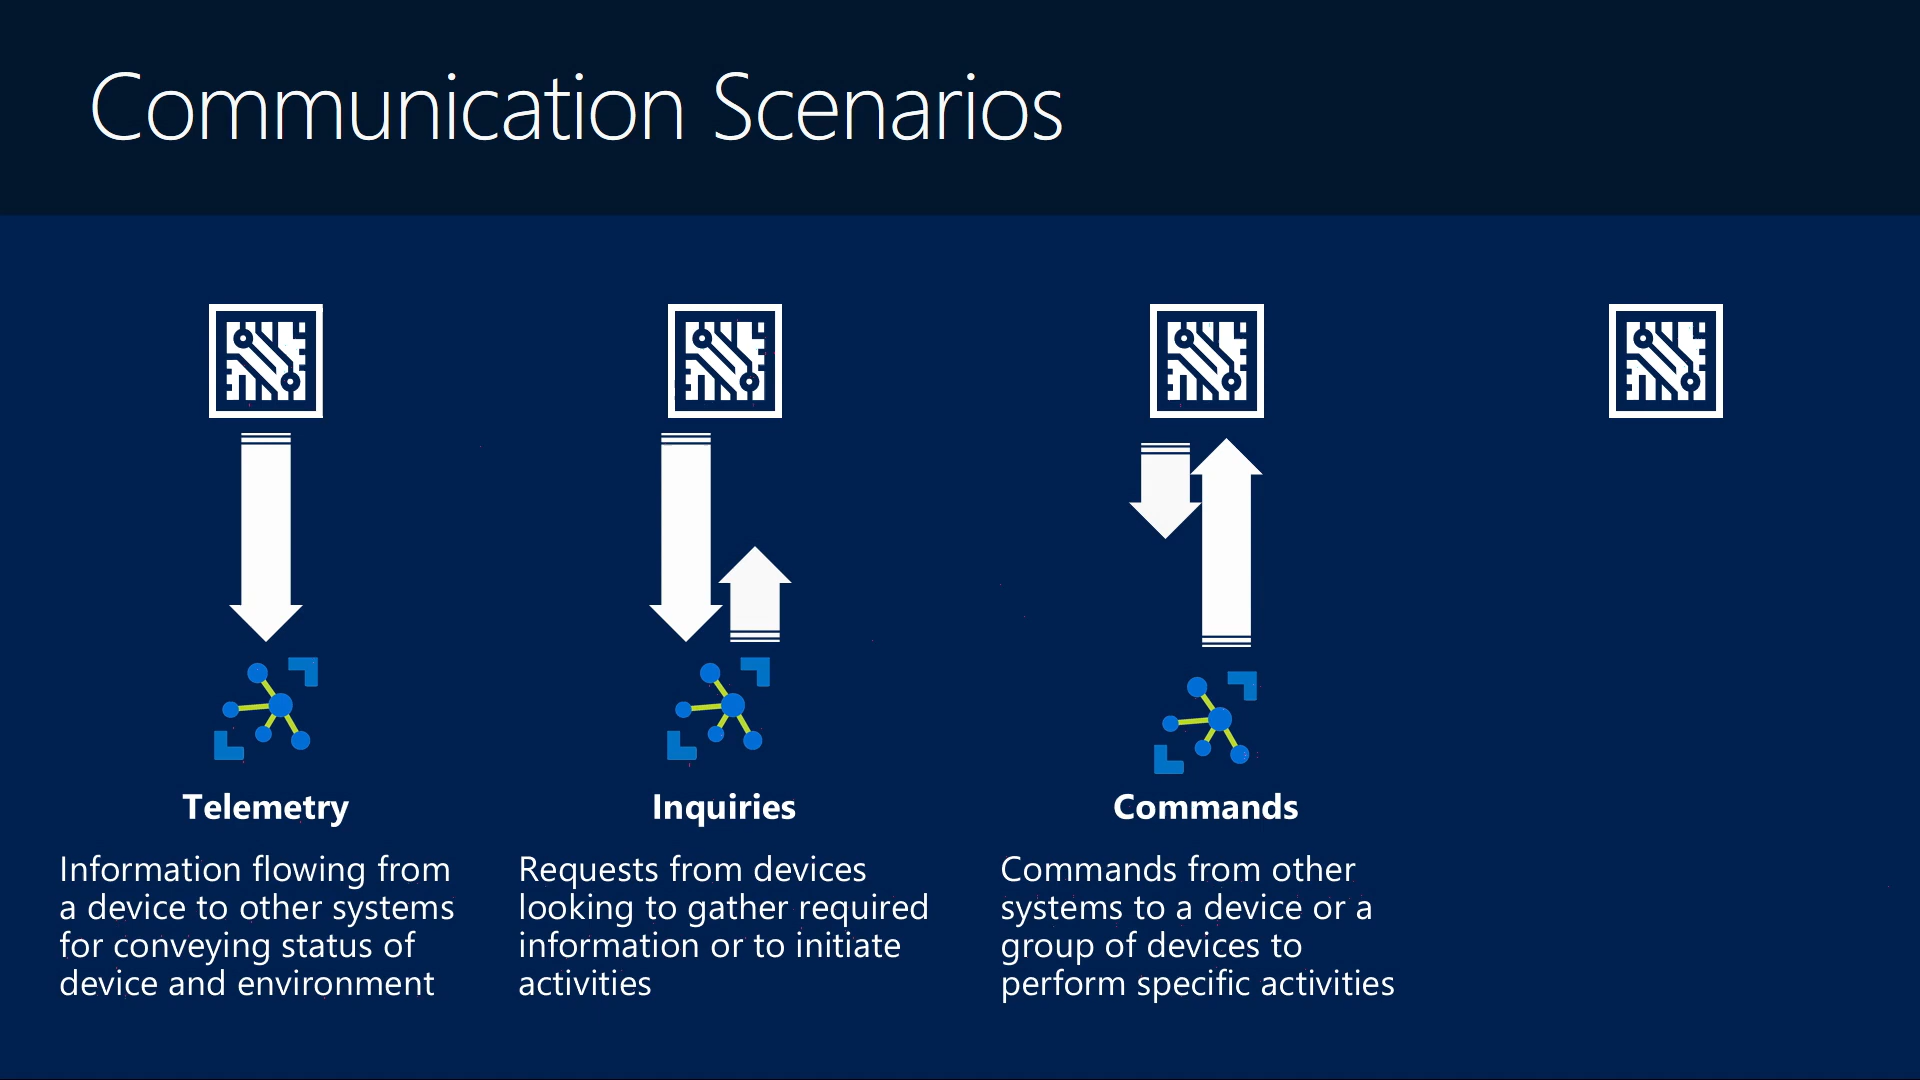 Communication Scenarios
Telemetry
Information flowing from
a device to other systems
for conveying status of
device and environment
Inquiries
Requests from devices
looking to gather required
information or to initiate
activities
Commands
Commands from other
systems to a device or a
group of devices to
perform specific activities